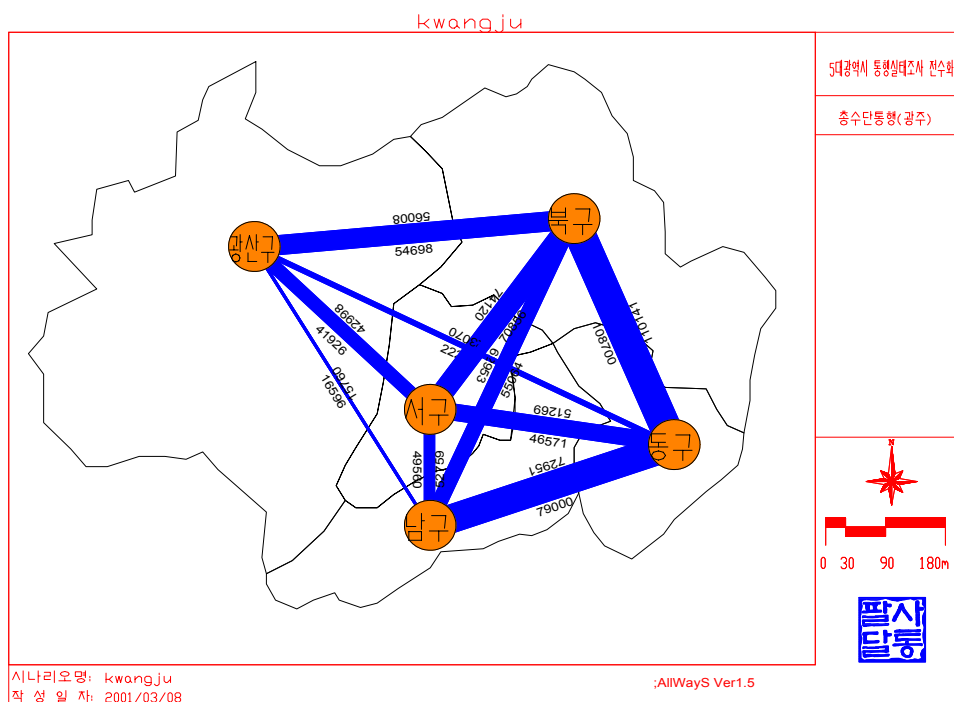 kwangju
5대광역시 통행실태조사 전수화
총수단통행(광주)
56008
54698
북구
광산구
42998
41926
15760
16596
110141
108700
서구
51269
46571
동구
49560
72951
79000
남구
N
0 30 90 180m
팔사
달통
시나리오명: kwangju
작 성 일 자: 2001/03/08
;AllWayS Ver1.5